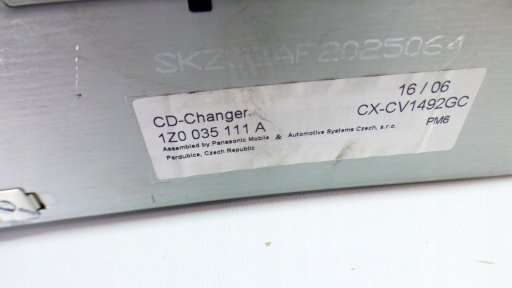 CD-Changer
16 / 06
1Z0 035 111 A
CX-CV1492GC
Assembled by Panasonic Mobile & Automotive Systems Czech, s.r.o.
PM6
Pardubice, Czech Republic